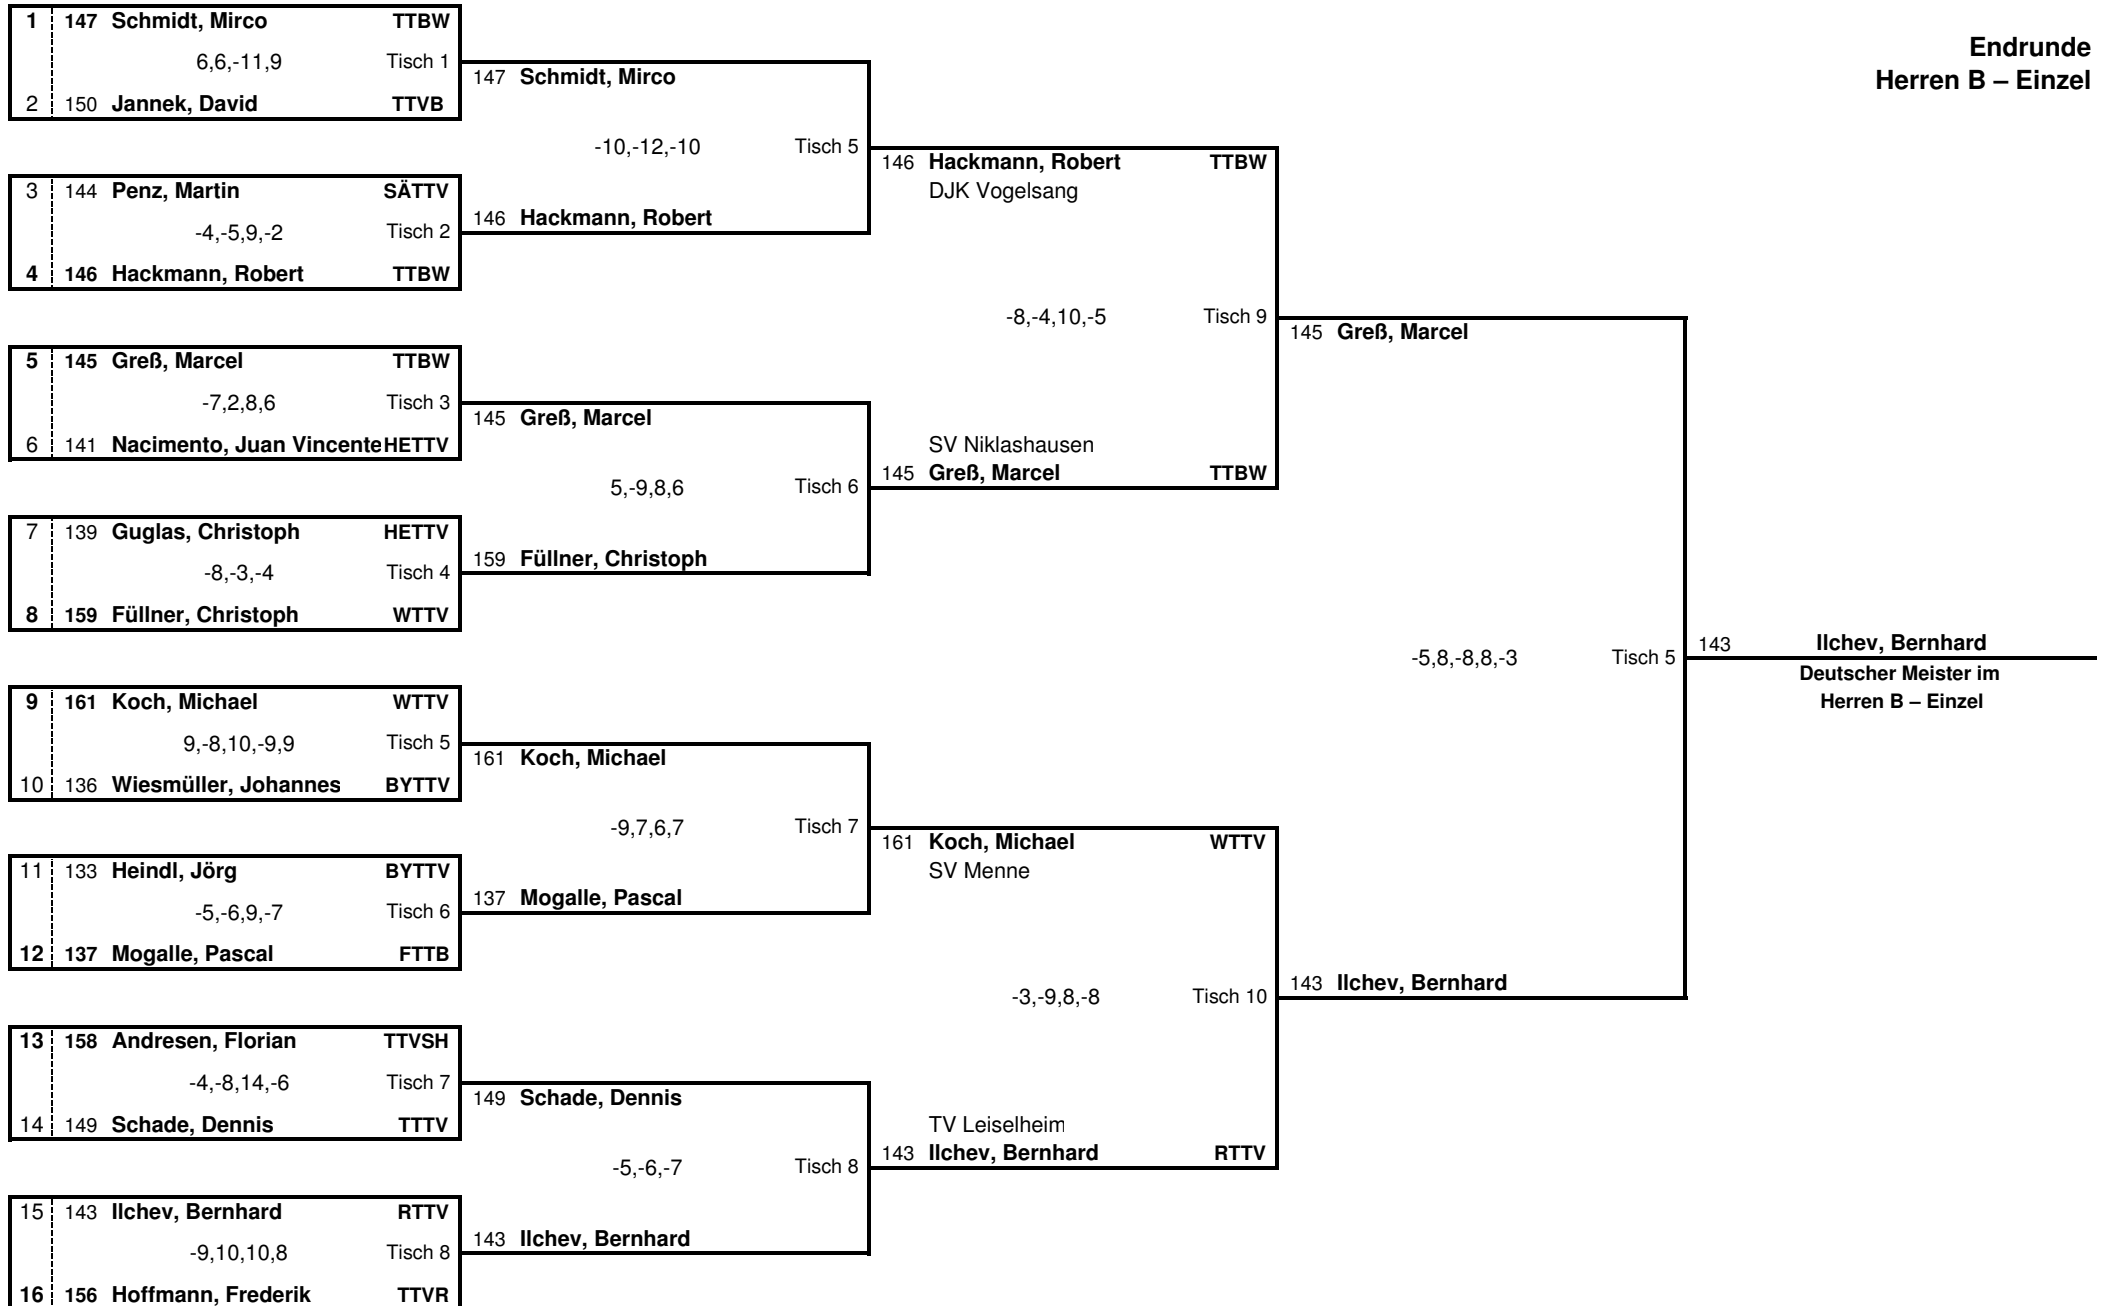 Endrunde
Herren B – Einzel
1 147 Schmidt, Mirco TTBW
6,6,-11,9 Tisch 1
2 150 Jannek, David TTVB
3 144 Penz, Martin SÄTTV
-4,-5,9,-2 Tisch 2
4 146 Hackmann, Robert TTBW
5 145 Greß, Marcel TTBW
-7,2,8,6 Tisch 3
6 141 Nacimento, Juan Vincente HETTV
7 139 Guglas, Christoph HETTV
-8,-3,-4 Tisch 4
8 159 Füllner, Christoph WTTV
9 161 Koch, Michael WTTV
9,-8,10,-9,9 Tisch 5
10 136 Wiesmüller, Johannes BYTTV
11 133 Heindl, Jörg BYTTV
-5,-6,9,-7 Tisch 6
12 137 Mogalle, Pascal FTTB
13 158 Andresen, Florian TTVSH
-4,-8,14,-6 Tisch 7
14 149 Schade, Dennis TTTV
15 143 Ilchev, Bernhard RTTV
-9,10,10,8 Tisch 8
16 156 Hoffmann, Frederik TTVR
147 Schmidt, Mirco
-10,-12,-10 Tisch 5
146 Hackmann, Robert
145 Greß, Marcel
5,-9,8,6 Tisch 6
159 Füllner, Christoph
161 Koch, Michael
-9,7,6,7 Tisch 7
137 Mogalle, Pascal
149 Schade, Dennis
-5,-6,-7 Tisch 8
143 Ilchev, Bernhard
146 Hackmann, Robert TTBW
DJK Vogelsang
-8,-4,10,-5 Tisch 9
SV Niklashausen
145 Greß, Marcel TTBW
161 Koch, Michael WTTV
SV Menne
-3,-9,8,-8 Tisch 10
TV Leiselheim
143 Ilchev, Bernhard RTTV
145 Greß, Marcel
-5,8,-8,8,-3 Tisch 5
143 Ilchev, Bernhard
143 Ilchev, Bernhard
Deutscher Meister im
Herren B – Einzel